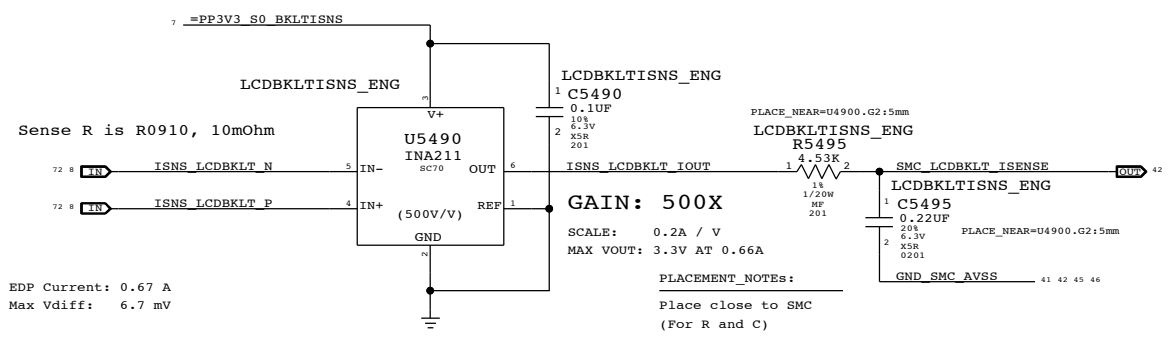 7 =PP3V3_S0_BKLTISNS
LCDBKLTISNS_ENG
LCDBKLTISNS_ENG
1 C5490
0.1UF
10%
2 6.3V
X5R
201
3
V+
Sense R is R0910, 10mOhm
U5490
INA211
SC70
72 8 IN ISNS_LCDBKLT_N 5 IN-
OUT 6 ISNS_LCDBKLT_IOUT
72 8 IN ISNS_LCDBKLT_P 4 IN+
REF 1
(500V/V)
GND
2
PLACE_NEAR=U4900.G2:5mm
LCDBKLTISNS_ENG
R5495
1 4.53K 2
1%
1/20W
MF
201
SMC_LCDBKLT_ISENSE OUT 42
LCDBKLTISNS_ENG
1 C5495
0.22UF
20%
2 6.3V
X5R
0201
PLACE_NEAR=U4900.G2:5mm
GND_SMC_AVSS 41 42 45 46
GAIN: 500X
SCALE: 0.2A / V
MAX VOUT: 3.3V AT 0.66A
PLACEMENT_NOTEs:
Place close to SMC
(For R and C)
EDP Current: 0.67 A
Max Vdiff: 6.7 mV